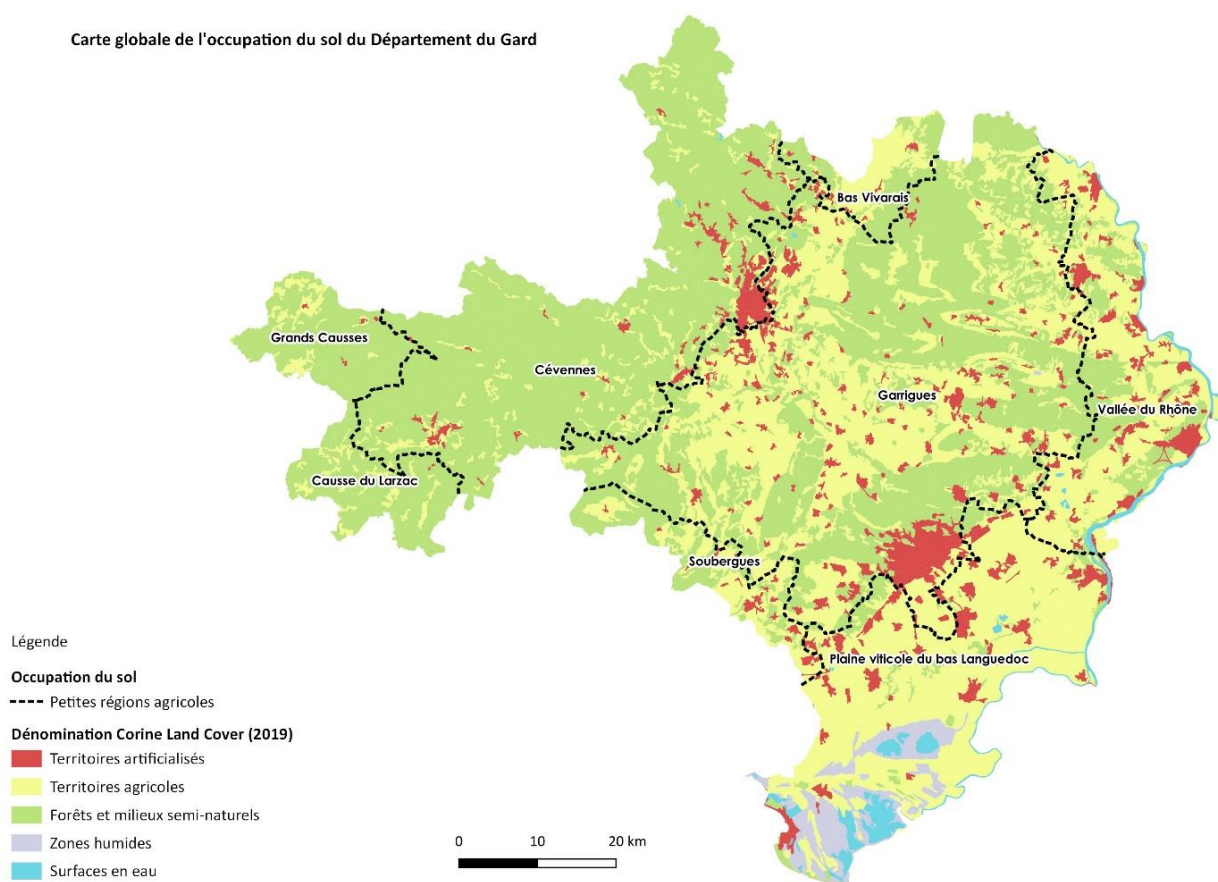 Carte globale de l'occupation du sol du Département du Gard
Bas Vivarais
Grands Causses
Cévennes
Garrigues
Vallée du Rhône
Causse du Larzac
Soubergues
Plaine viticole du bas Languedoc
Légende
Occupation du sol
Petites régions agricoles
Dénomination Corine Land Cover (2019)
Territoires artificialisés
Territoires agricoles
Forêts et milieux semi-naturels
Zones humides
Surfaces en eau
0 10 20 km